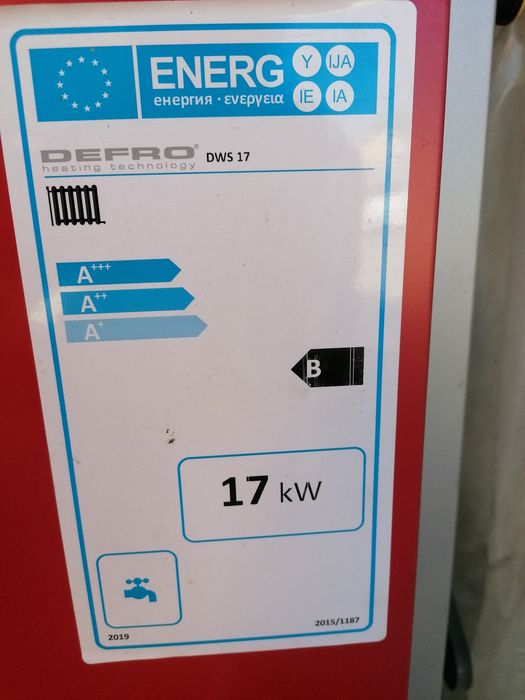 ENERG Y IJA
енергия · ενεργεια IE IA
DEFRO® DWS 17
heating technology
A+++
A++
A+
B
17 kW
2019 2015/1187